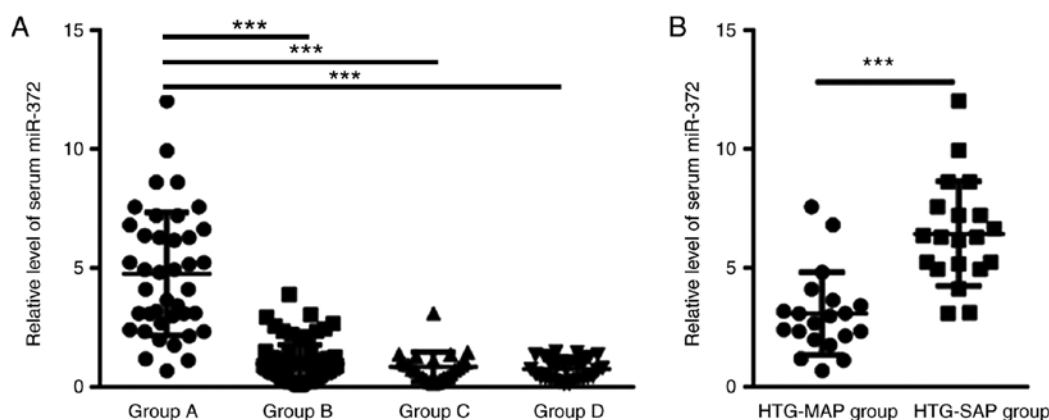 A
Relative level of serum miR-372
15
10
5
0
***
***
***
Group A
Group B
Group C
Group D
B
Relative level of serum miR-372
15
10
5
0
***
HTG-MAP group
HTG-SAP group